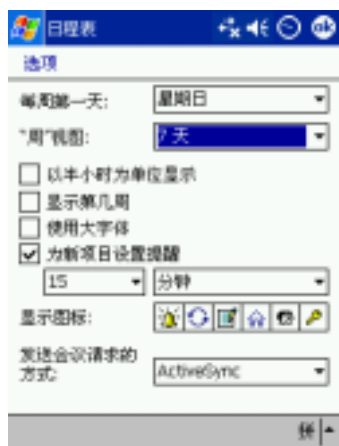 日程表
ok
选项
每周第一天:
星期日
“周”视图:
7 天
以半小时为单位显示
显示第几周
使用大字体
为新项目设置提醒
15 分钟
显示图标:
发送会议请求的
方式:
ActiveSync
拼